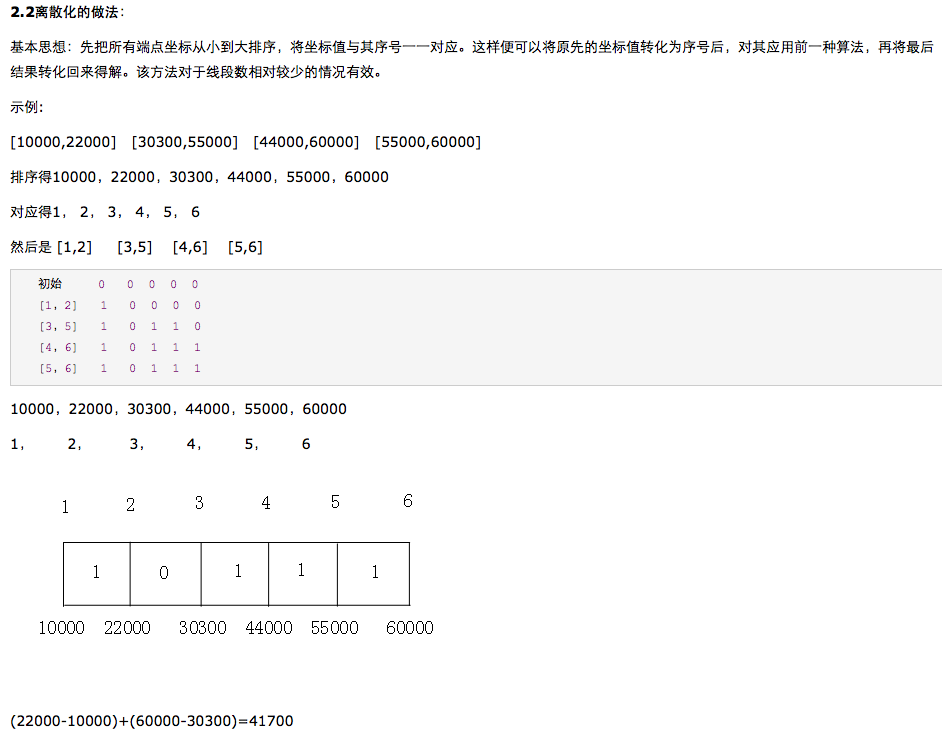 2.2离散化的做法：
基本思想：先把所有端点坐标从小到大排序，将坐标值与其序号一一对应。这样便可以将原先的坐标值转化为序号后，对其应用前一种算法，再将最后
结果转化回来得解。该方法对于线段数相对较少的情况有效。
示例：
[10000,22000] [30300,55000] [44000,60000] [55000,60000]
排序得10000，22000，30300，44000，55000，60000
对应得1， 2， 3， 4， 5， 6
然后是 [1,2] [3,5] [4,6] [5,6]
初始 0 0 0 0 0
[1, 2] 1 0 0 0 0
[3, 5] 1 0 1 1 0
[4, 6] 1 0 1 1 1
[5, 6] 1 0 1 1 1
10000，22000，30300，44000，55000，60000
1， 2， 3， 4， 5， 6
1 2 3 4 5 6
1 0 1 1 1
10000 22000 30300 44000 55000 60000
(22000-10000)+(60000-30300)=41700